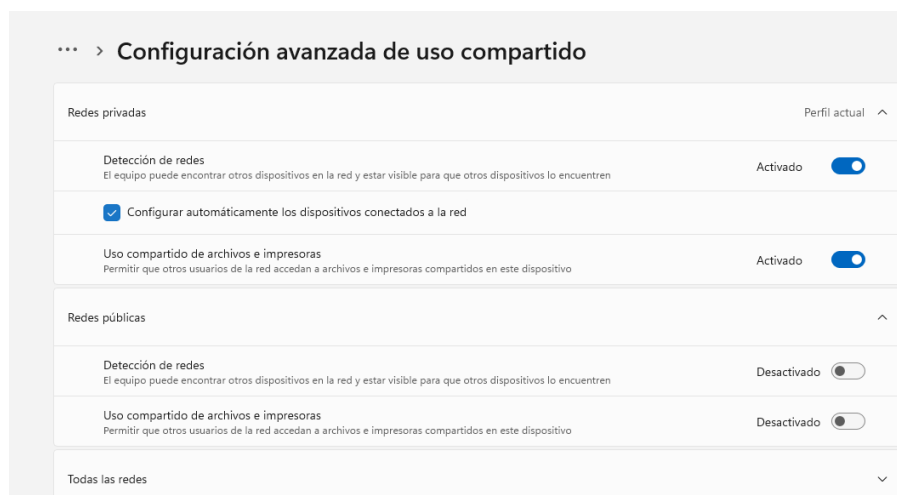 ··· > Configuración avanzada de uso compartido
Redes privadas Perfil actual
Detección de redes
El equipo puede encontrar otros dispositivos en la red y estar visible para que otros dispositivos lo encuentren
Activado
Configurar automáticamente los dispositivos conectados a la red
Uso compartido de archivos e impresoras
Permitir que otros usuarios de la red accedan a archivos e impresoras compartidos en este dispositivo
Activado
Redes públicas
Detección de redes
El equipo puede encontrar otros dispositivos en la red y estar visible para que otros dispositivos lo encuentren
Desactivado
Uso compartido de archivos e impresoras
Permitir que otros usuarios de la red accedan a archivos e impresoras compartidos en este dispositivo
Desactivado
Todas las redes